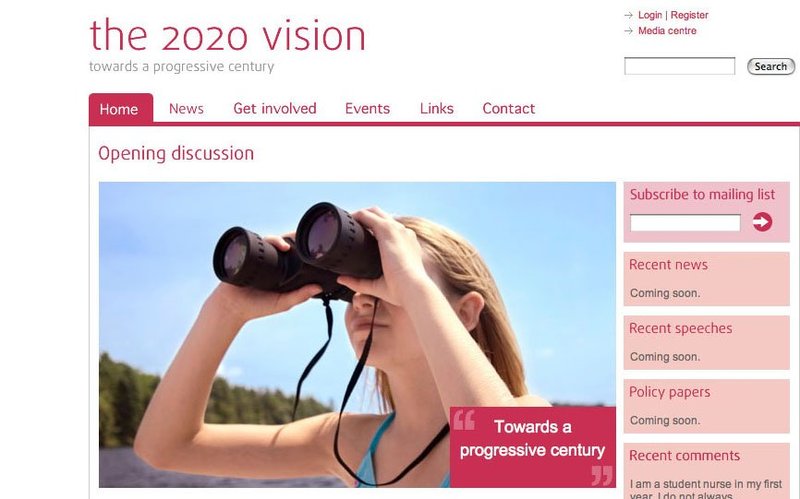 the 2020 vision
towards a progressive century
Login | Register
Media centre
Search
Home
News
Get involved
Events
Links
Contact
Opening discussion
“
Towards a
progressive century
”
Subscribe to mailing list
Recent news
Coming soon.
Recent speeches
Coming soon.
Policy papers
Coming soon.
Recent comments
I am a student nurse in my first
year. I do not always